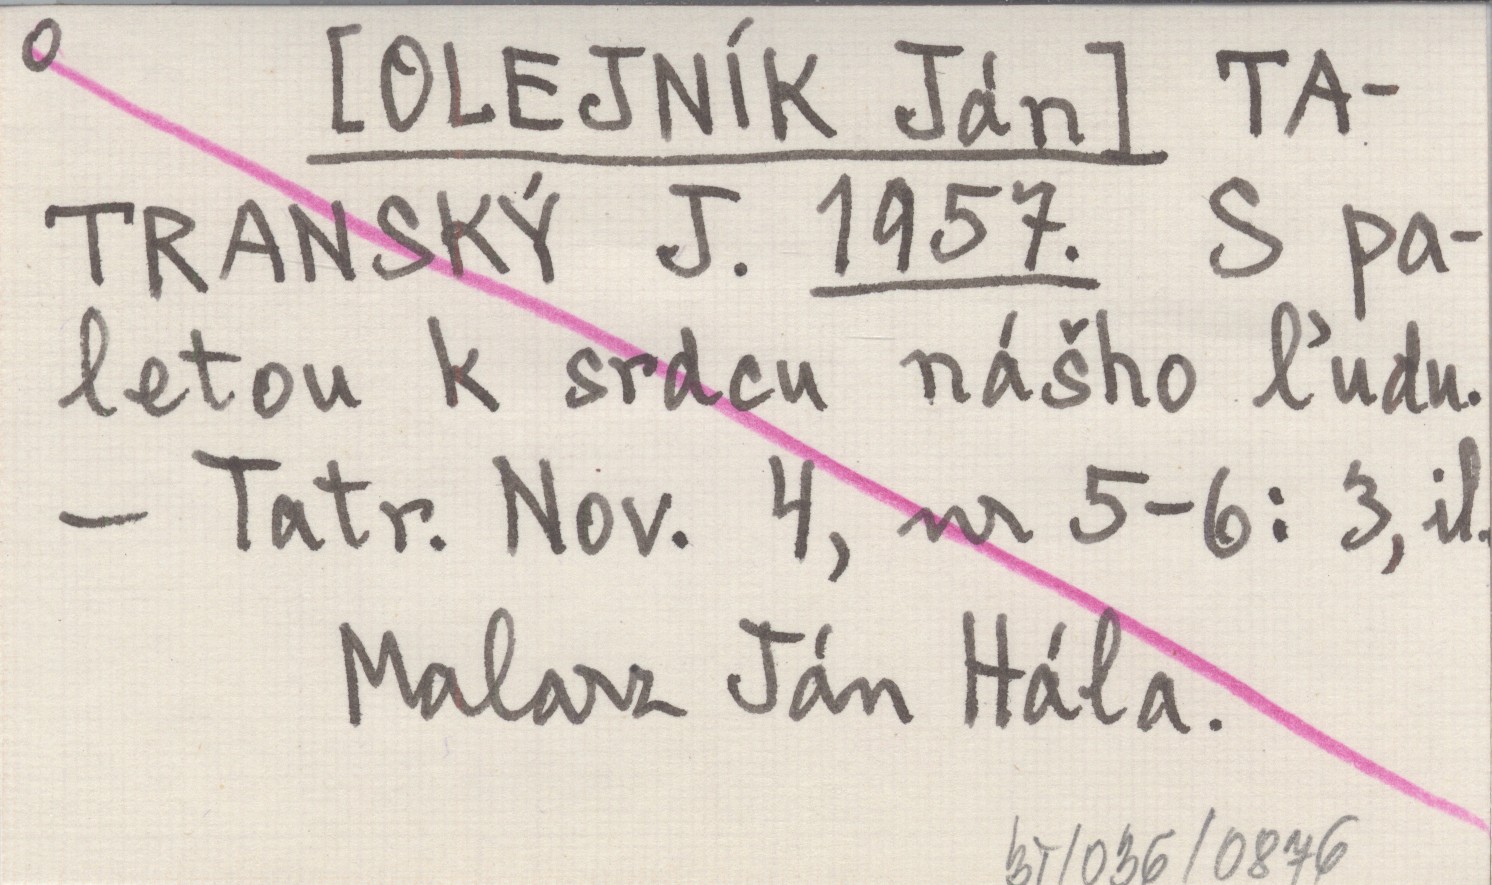 O [OLEJNÍK Ján] TA-
TRANSKÝ J. 1957. S pa-
letou k srdcu nášho ľudu.
- Tatr. Nov. 4, nr 5-6: 3, il.
Malarz Ján Hála.
BT/036/0876